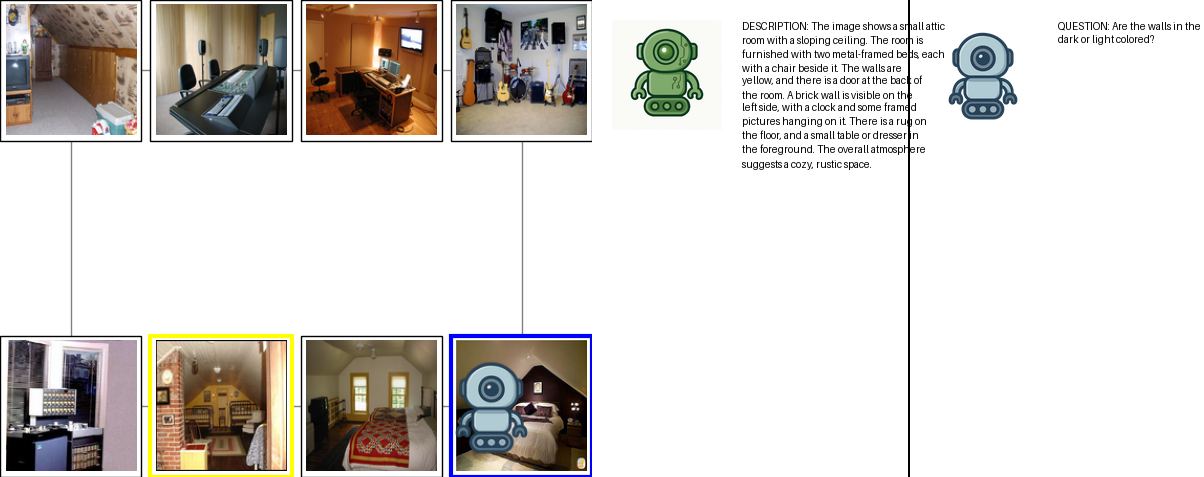 DESCRIPTION: The image shows a small attic
room with a sloping ceiling. The room is
furnished with two metal-framed beds, each
with a chair beside it. The walls are
yellow, and there is a door at the back of
the room. A brick wall is visible on the
left side, with a clock and some framed
pictures hanging on it. There is a rug on
the floor, and a small table or dresser in
the foreground. The overall atmosphere
suggests a cozy, rustic space.
QUESTION: Are the walls in the
dark or light colored?